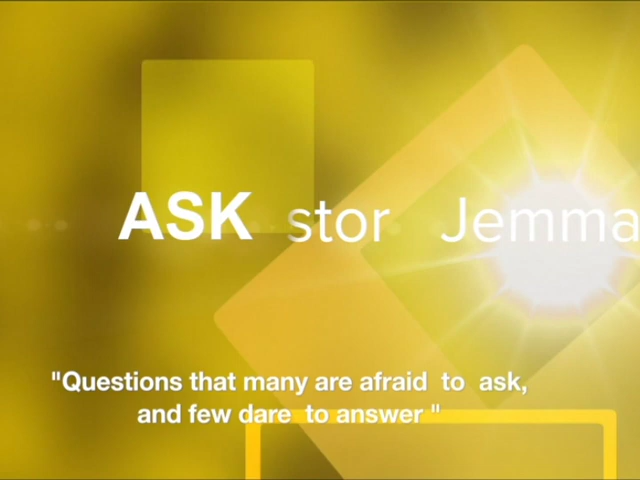 ASK stor Jemma
"Questions that many are afraid to ask,
and few dare to answer "